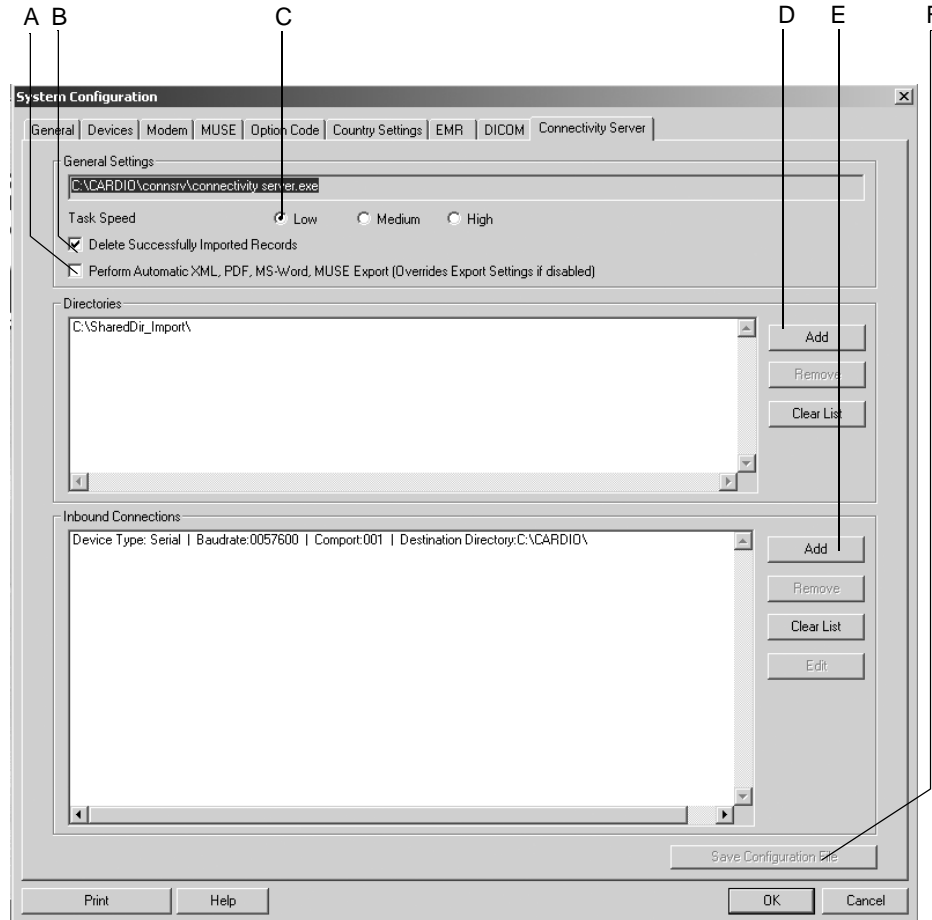 A B C D E F
System Configuration
General Devices Modem MUSE Option Code Country Settings EMR DICOM Connectivity Server
General Settings
C:\CARDIO\connsrv\connectivity server.exe
Task Speed Low Medium High
Delete Successfully Imported Records
Perform Automatic XML, PDF, MS-Word, MUSE Export (Overrides Export Settings if disabled)
Directories
C:\SharedDir_Import\
Add
Remove
Clear List
Inbound Connections
Device Type: Serial | Baudrate:0057600 | Comport:001 | Destination Directory:C:\CARDIO\
Add
Remove
Clear List
Edit
Save Configuration File
Print Help OK Cancel